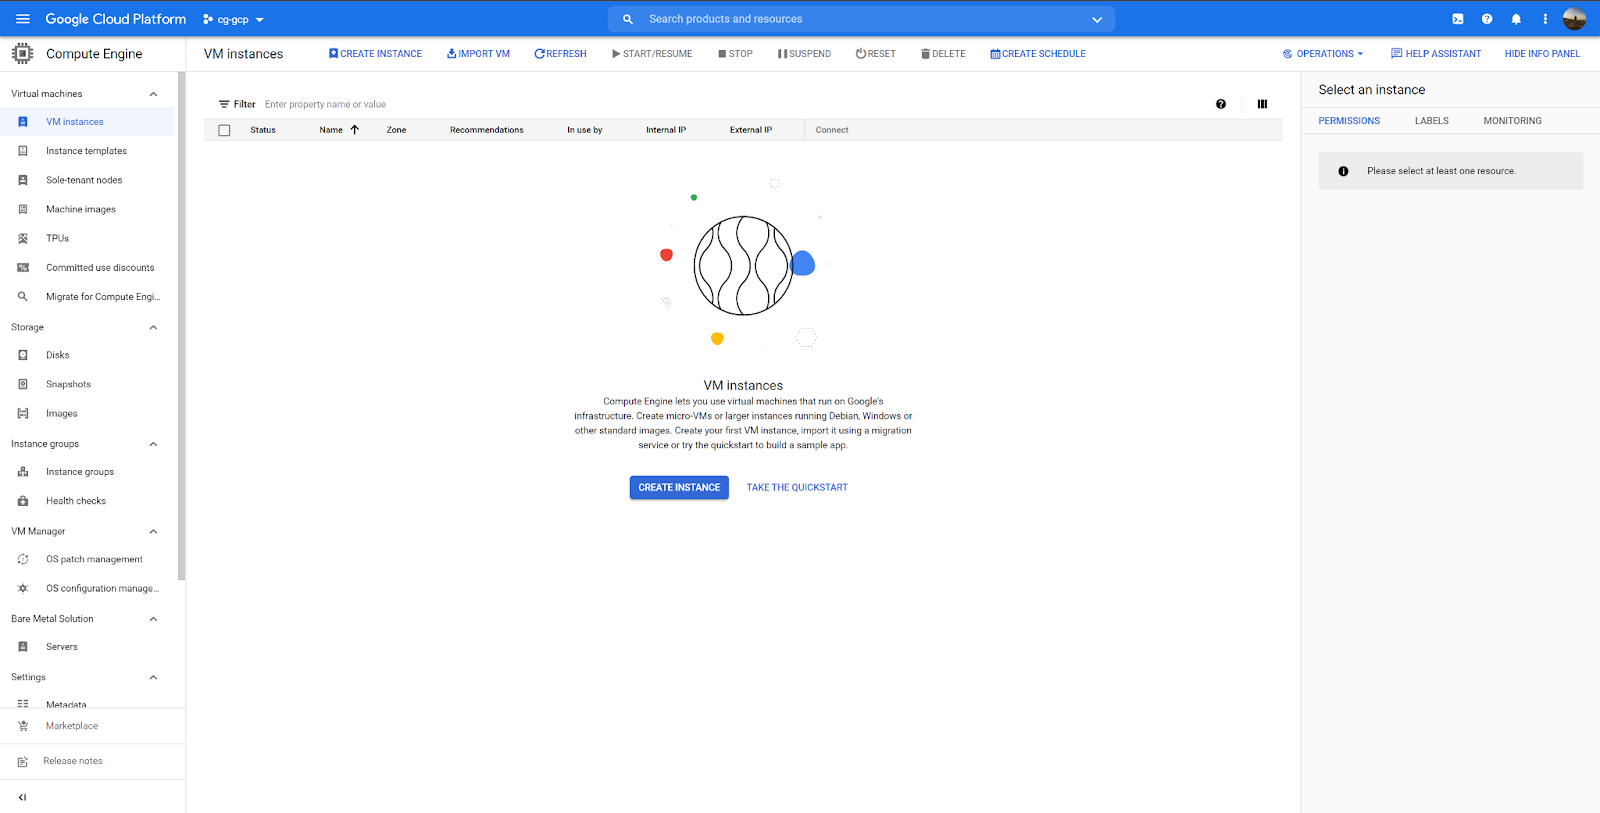 Google Cloud Platform cg-gcp Search products and resources
Compute Engine
VM instances CREATE INSTANCE IMPORT VM REFRESH START/RESUME STOP SUSPEND RESET DELETE CREATE SCHEDULE OPERATIONS HELP ASSISTANT HIDE INFO PANEL
Virtual machines
VM instances
Instance templates
Sole-tenant nodes
Machine images
TPUs
Committed use discounts
Migrate for Compute Engi...
Storage
Disks
Snapshots
Images
Instance groups
Instance groups
Health checks
VM Manager
OS patch management
OS configuration manage...
Bare Metal Solution
Servers
Settings
Metadata
Marketplace
Release notes
Filter Enter property name or value
Status Name Zone Recommendations In use by Internal IP External IP Connect
VM instances
Compute Engine lets you use virtual machines that run on Google's
infrastructure. Create micro-VMs or larger instances running Debian, Windows or
other standard images. Create your first VM instance, import it using a migration
service or try the quickstart to build a sample app.
CREATE INSTANCE TAKE THE QUICKSTART
Select an instance
PERMISSIONS LABELS MONITORING
Please select at least one resource.